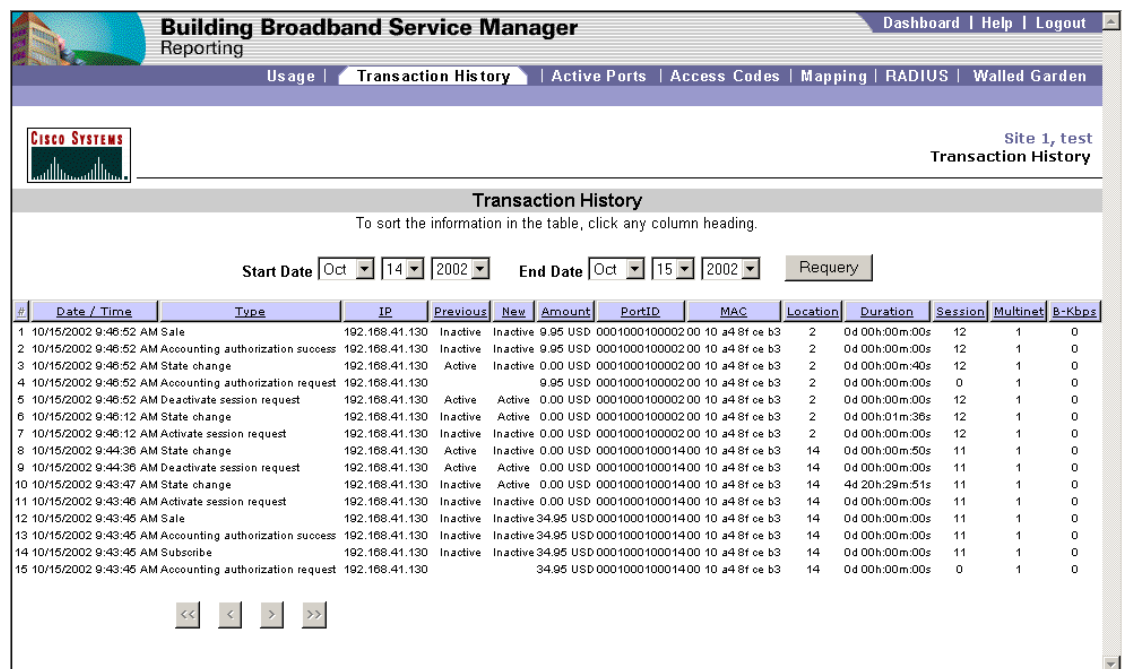 Building Broadband Service Manager
Dashboard | Help | Logout
Reporting
Usage | Transaction History | Active Ports | Access Codes | Mapping | RADIUS | Walled Garden
CISCO SYSTEMS
Site 1, test
Transaction History
Transaction History
To sort the information in the table, click any column heading.
Start Date Oct 14 2002 End Date Oct 15 2002 Requery
# Date / Time Type IP Previous New Amount PortID MAC Location Duration Session Multinet B-Kbps
1 10/15/2002 9:46:52 AM Sale 192.168.41.130 Inactive Inactive 9.95 USD 0001000100002 00 10 a4 8f ce b3 2 0d 00h:00m:00s 12 1 0
2 10/15/2002 9:46:52 AM Accounting authorization success 192.168.41.130 Inactive Inactive 9.95 USD 0001000100002 00 10 a4 8f ce b3 2 0d 00h:00m:00s 12 1 0
3 10/15/2002 9:46:52 AM State change 192.168.41.130 Active Inactive 0.00 USD 0001000100002 00 10 a4 8f ce b3 2 0d 00h:00m:40s 12 1 0
4 10/15/2002 9:46:52 AM Accounting authorization request 192.168.41.130 9.95 USD 0001000100002 00 10 a4 8f ce b3 2 0d 00h:00m:00s 0 1 0
5 10/15/2002 9:46:52 AM Deactivate session request 192.168.41.130 Active Active 0.00 USD 0001000100002 00 10 a4 8f ce b3 2 0d 00h:00m:00s 12 1 0
6 10/15/2002 9:46:12 AM State change 192.168.41.130 Inactive Active 0.00 USD 0001000100002 00 10 a4 8f ce b3 2 0d 00h:01m:36s 12 1 0
7 10/15/2002 9:46:12 AM Activate session request 192.168.41.130 Inactive Inactive 0.00 USD 0001000100002 00 10 a4 8f ce b3 2 0d 00h:00m:00s 12 1 0
8 10/15/2002 9:44:36 AM State change 192.168.41.130 Active Inactive 0.00 USD 0001000100014 00 10 a4 8f ce b3 14 0d 00h:00m:50s 11 1 0
9 10/15/2002 9:44:36 AM Deactivate session request 192.168.41.130 Active Active 0.00 USD 0001000100014 00 10 a4 8f ce b3 14 0d 00h:00m:00s 11 1 0
10 10/15/2002 9:43:47 AM State change 192.168.41.130 Inactive Active 0.00 USD 0001000100014 00 10 a4 8f ce b3 14 4d 20h:29m:51s 11 1 0
11 10/15/2002 9:43:46 AM Activate session request 192.168.41.130 Inactive Inactive 0.00 USD 0001000100014 00 10 a4 8f ce b3 14 0d 00h:00m:00s 11 1 0
12 10/15/2002 9:43:45 AM Sale 192.168.41.130 Inactive Inactive 34.95 USD 0001000100014 00 10 a4 8f ce b3 14 0d 00h:00m:00s 11 1 0
13 10/15/2002 9:43:45 AM Accounting authorization success 192.168.41.130 Inactive Inactive 34.95 USD 0001000100014 00 10 a4 8f ce b3 14 0d 00h:00m:00s 11 1 0
14 10/15/2002 9:43:45 AM Subscribe 192.168.41.130 Inactive Inactive 34.95 USD 0001000100014 00 10 a4 8f ce b3 14 0d 00h:00m:00s 11 1 0
15 10/15/2002 9:43:45 AM Accounting authorization request 192.168.41.130 34.95 USD 0001000100014 00 10 a4 8f ce b3 14 0d 00h:00m:00s 0 1 0
<< < > >>